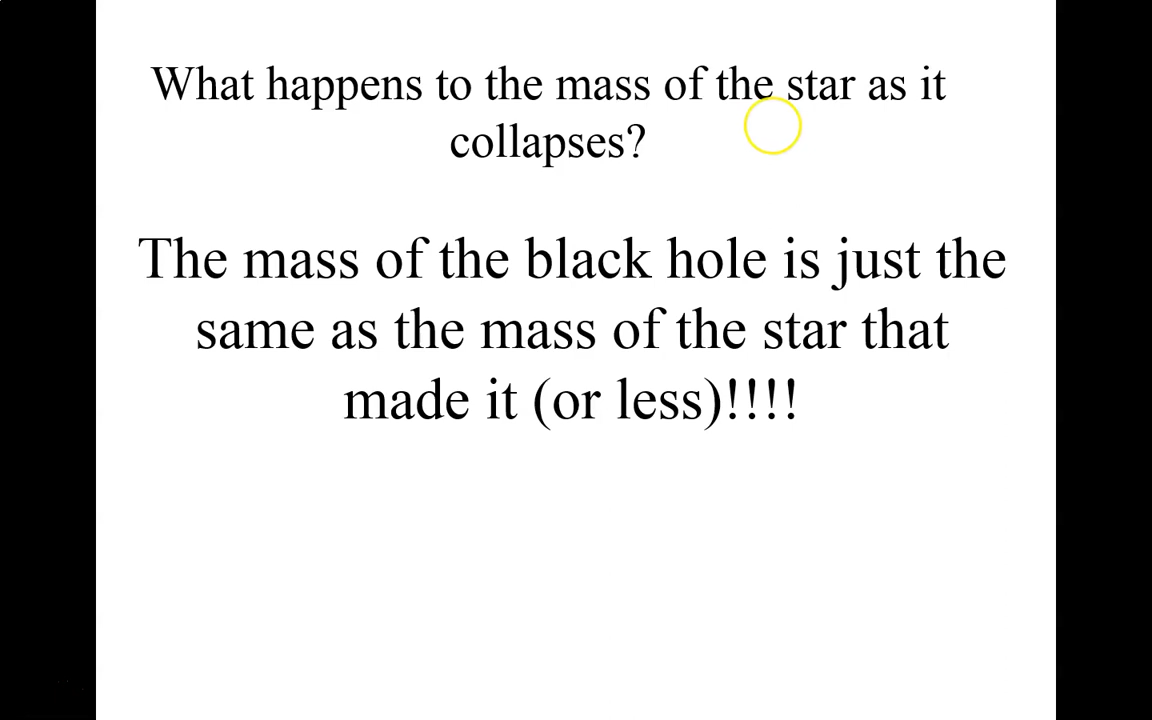 What happens to the mass of the star as it
collapses?
The mass of the black hole is just the
same as the mass of the star that
made it (or less)!!!!